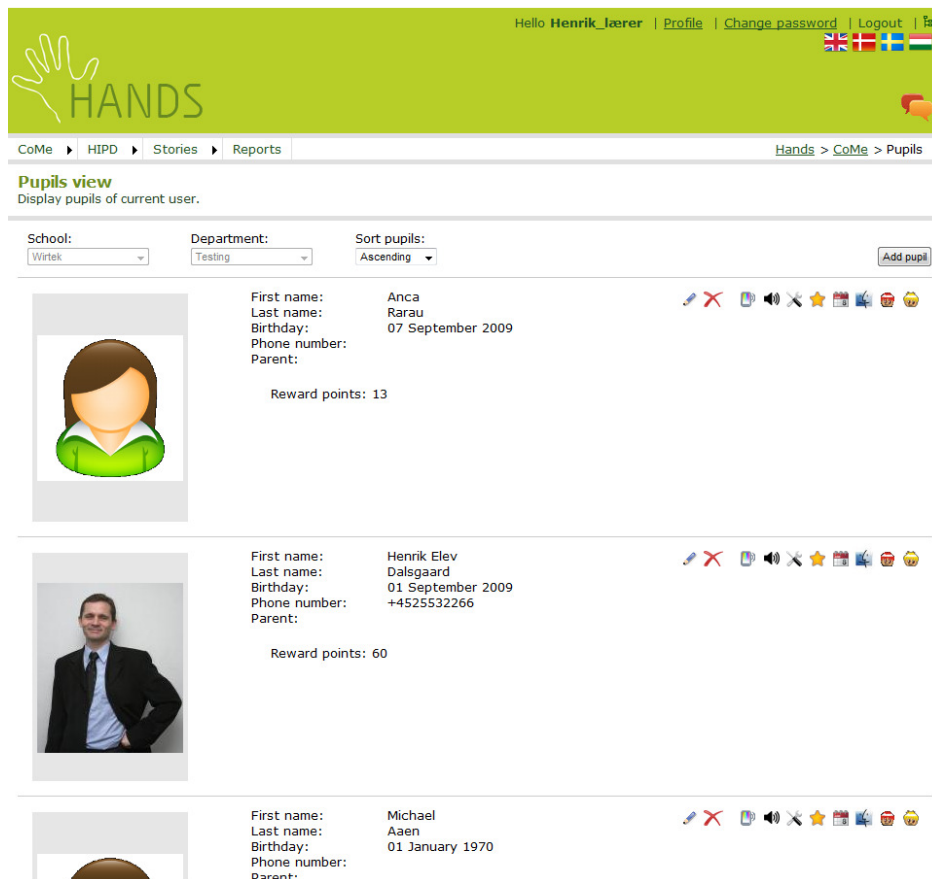 Hello Henrik_lærer | Profile | Change password | Logout |
HANDS
CoMe HIPD Stories Reports
Hands > CoMe > Pupils
Pupils view
Display pupils of current user.
School: Department: Sort pupils:
Wirtek Testing Ascending Add pupil
First name: Anca
Last name: Rarau
Birthday: 07 September 2009
Phone number:
Parent:
Reward points: 13
First name: Henrik Elev
Last name: Dalsgaard
Birthday: 01 September 2009
Phone number: +4525532266
Parent:
Reward points: 60
First name: Michael
Last name: Aaen
Birthday: 01 January 1970
Phone number:
Parent: